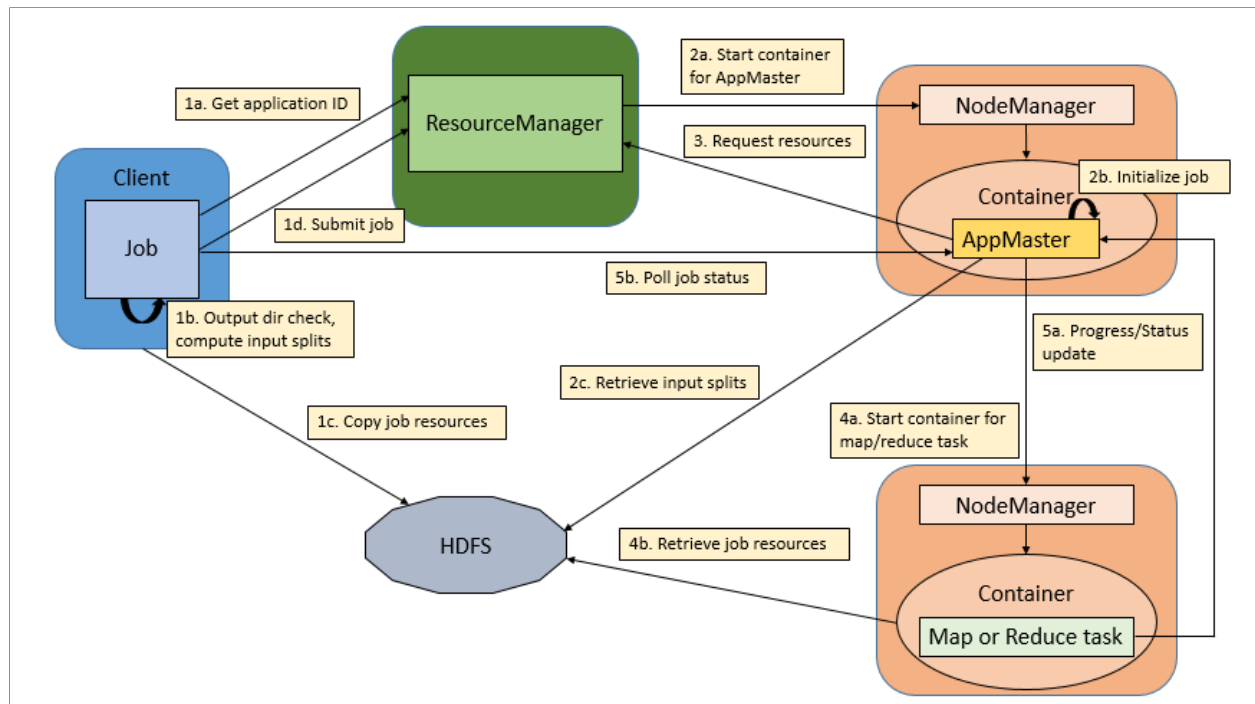 2a. Start container
for AppMaster
1a. Get application ID
ResourceManager
NodeManager
3. Request resources
Client
2b. Initialize job
Container
1d. Submit job
Job
AppMaster
5b. Poll job status
1b. Output dir check,
compute input splits
5a. Progress/Status
update
2c. Retrieve input splits
1c. Copy job resources
4a. Start container for
map/reduce task
NodeManager
HDFS
4b. Retrieve job resources
Container
Map or Reduce task